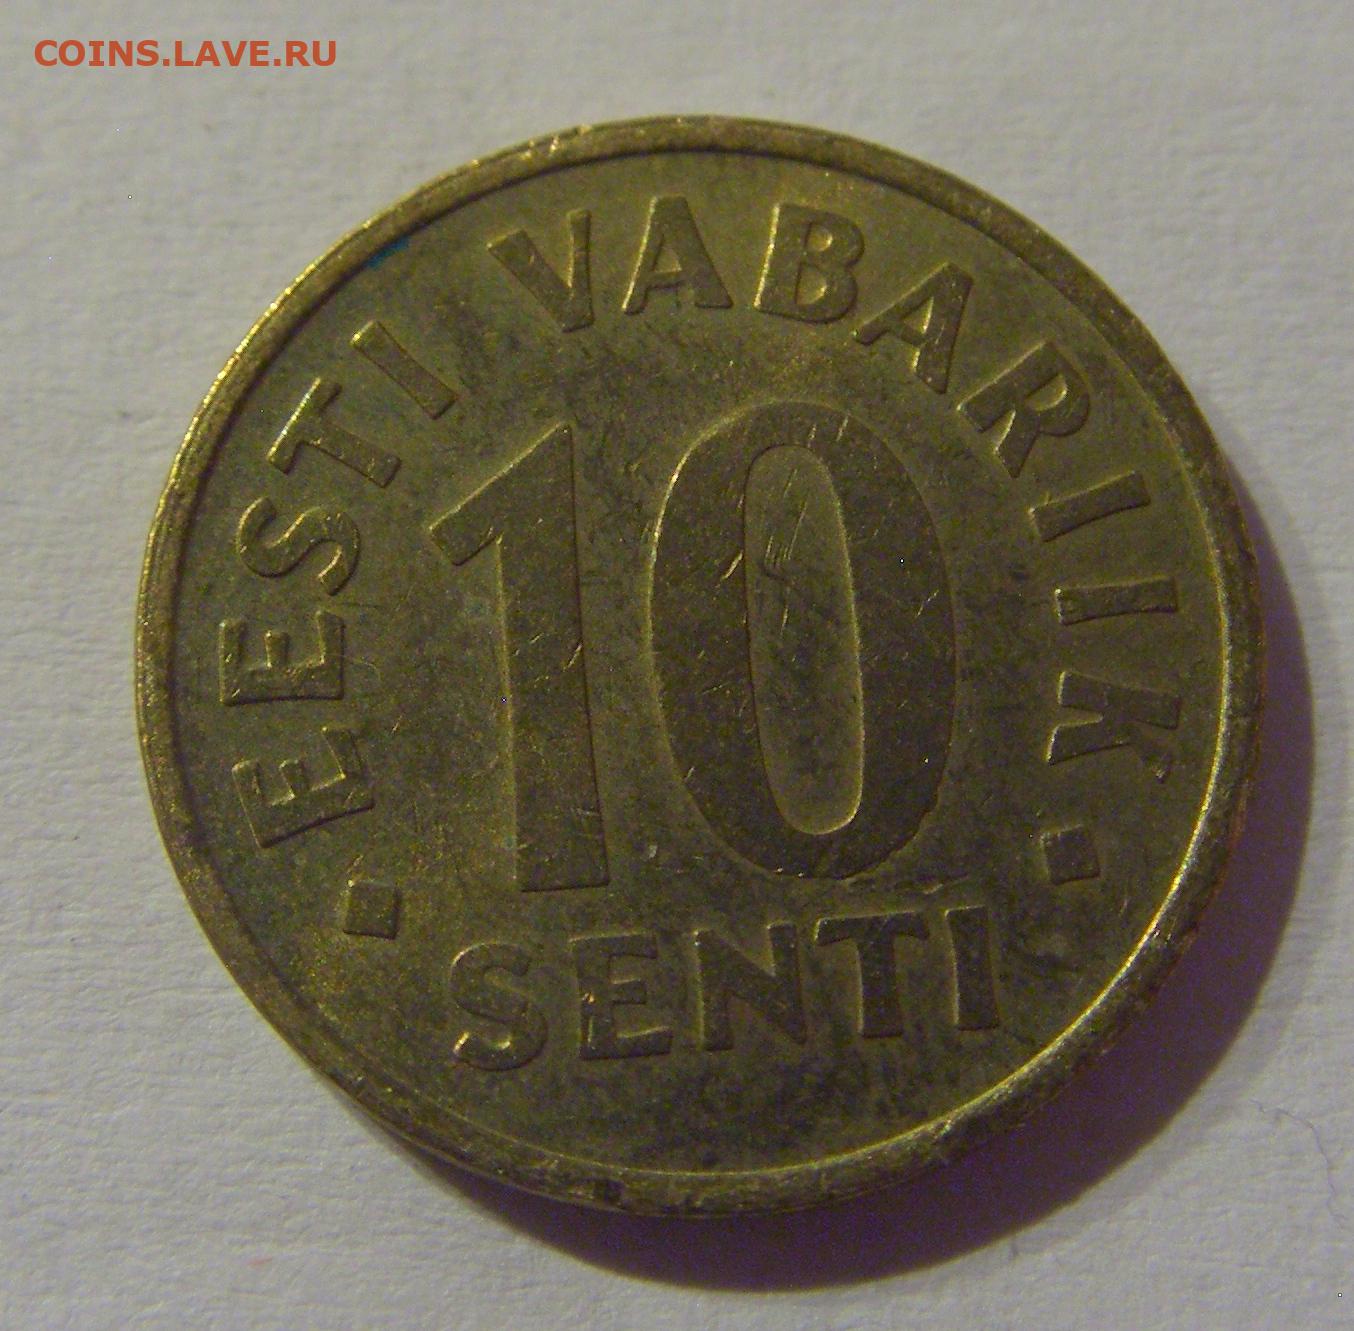 COINS.LAVE.RU
EESTI VABARIIK
10
SENTI